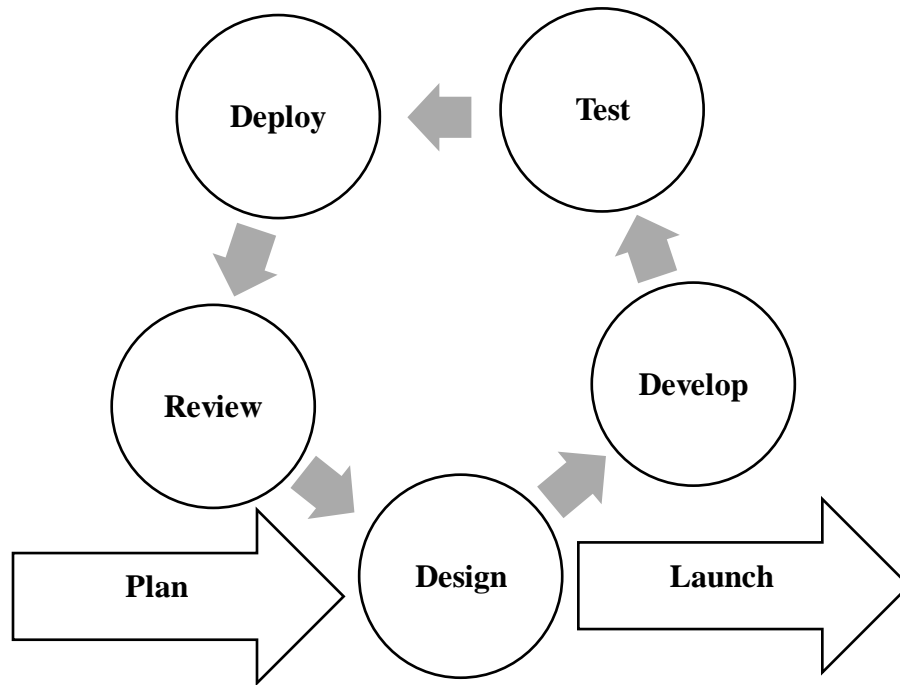 Deploy
Test
Review
Develop
Plan
Design
Launch